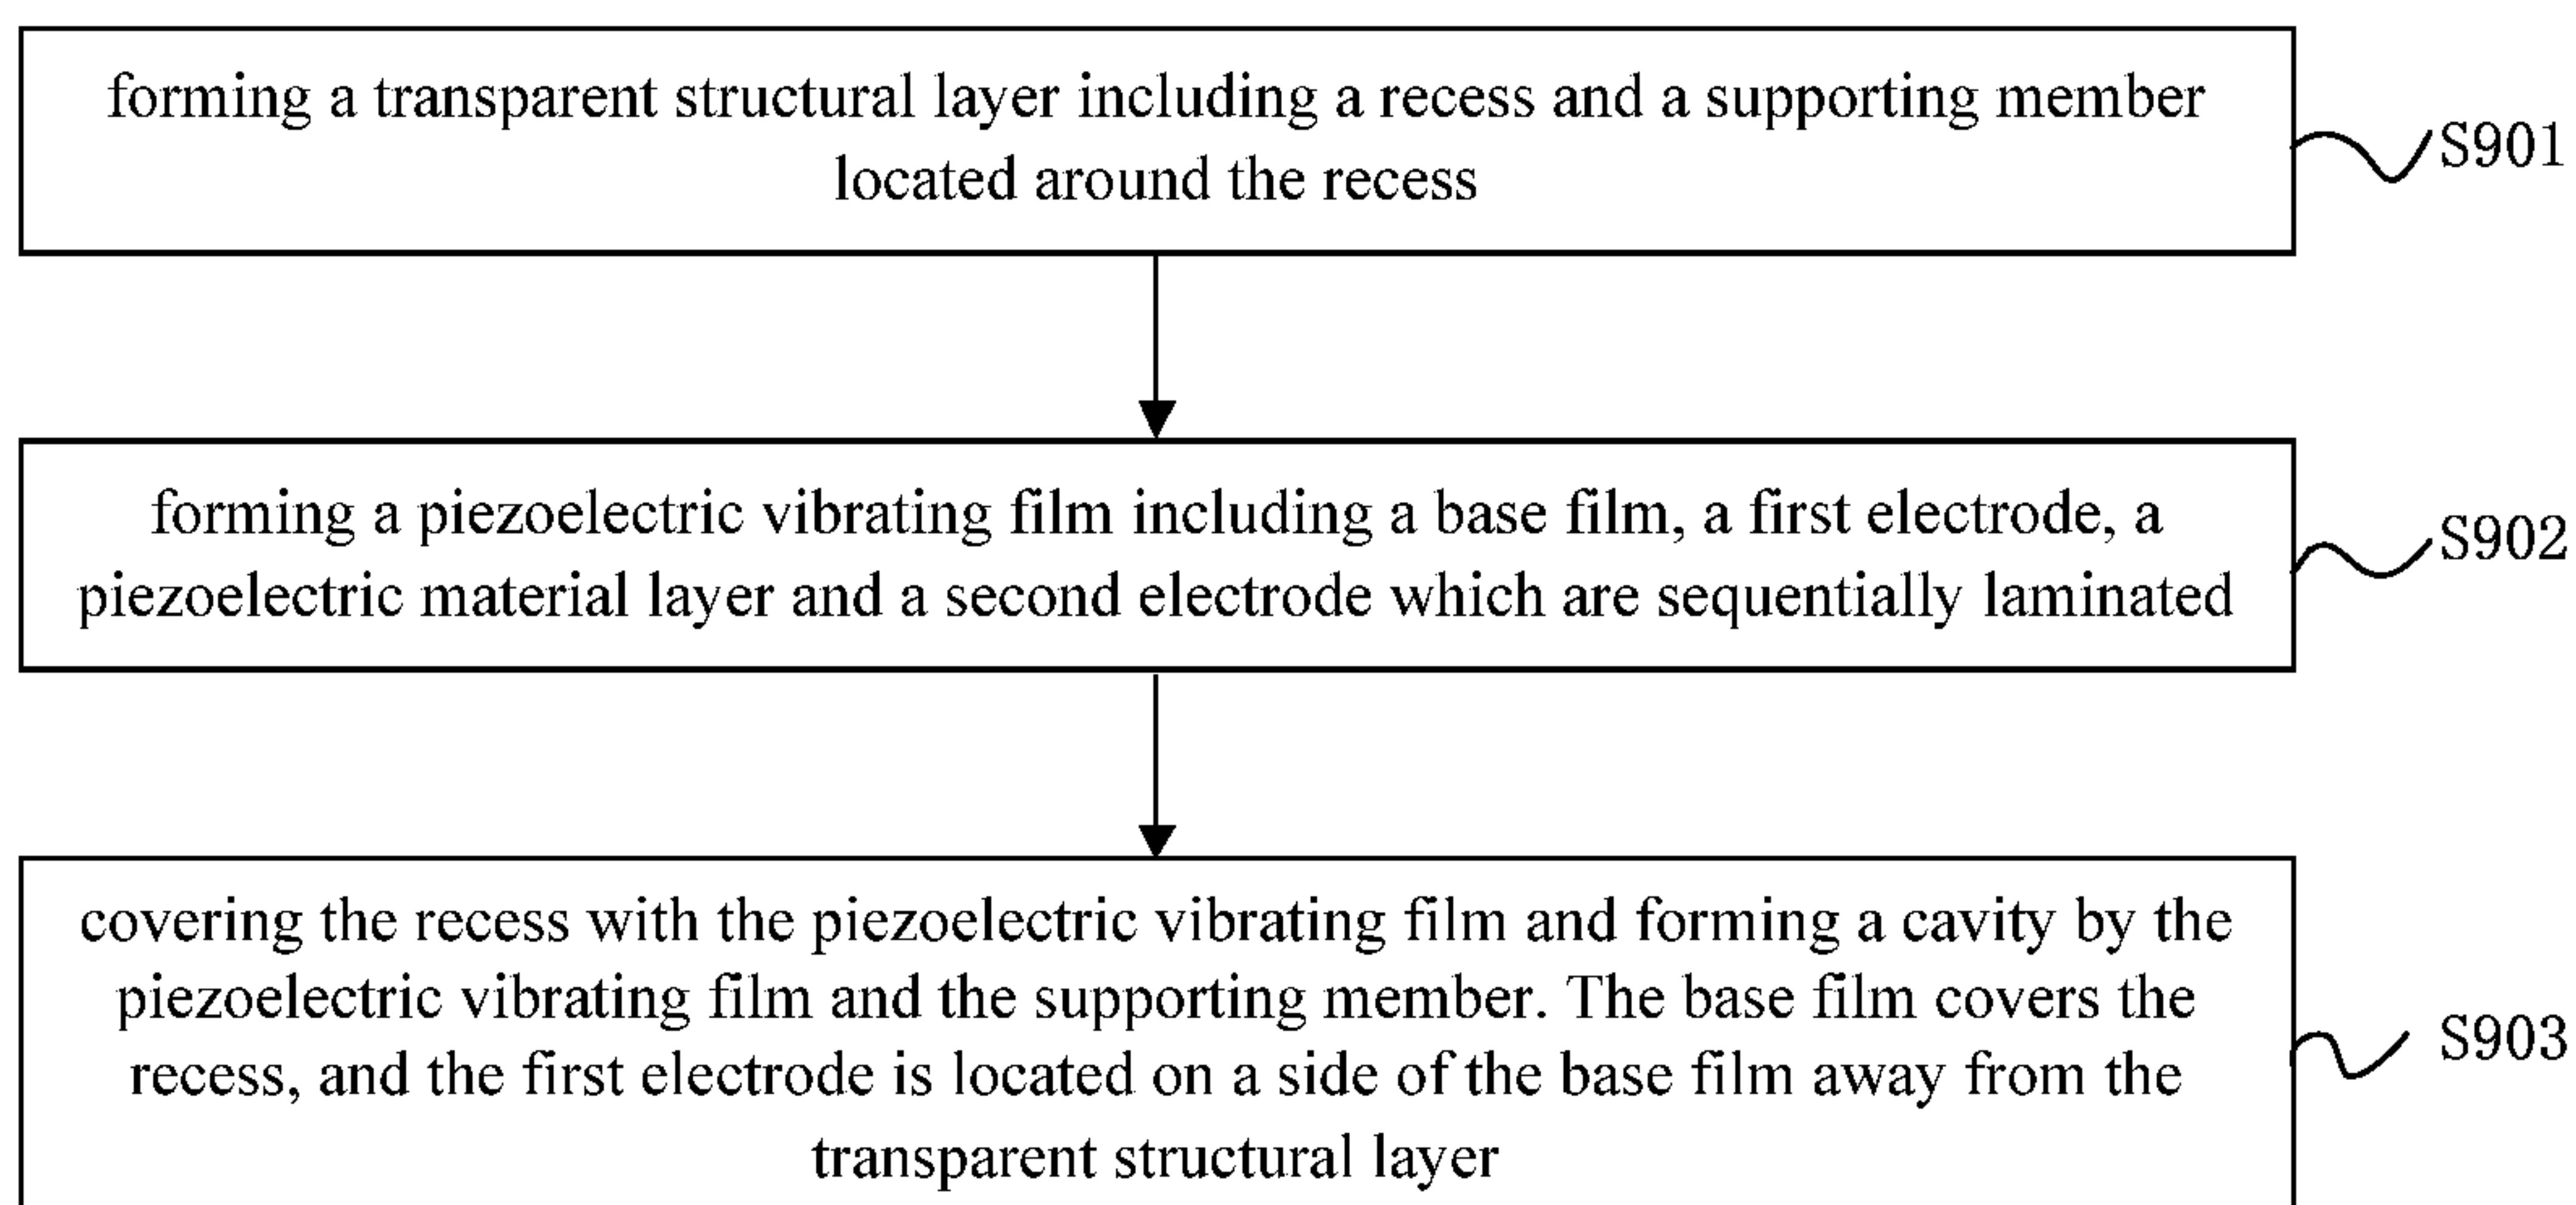 forming a transparent structural layer including a recess and a supporting member
located around the recess
S901
forming a piezoelectric vibrating film including a base film, a first electrode, a
piezoelectric material layer and a second electrode which are sequentially laminated
S902
covering the recess with the piezoelectric vibrating film and forming a cavity by the
piezoelectric vibrating film and the supporting member. The base film covers the
recess, and the first electrode is located on a side of the base film away from the
transparent structural layer
S903